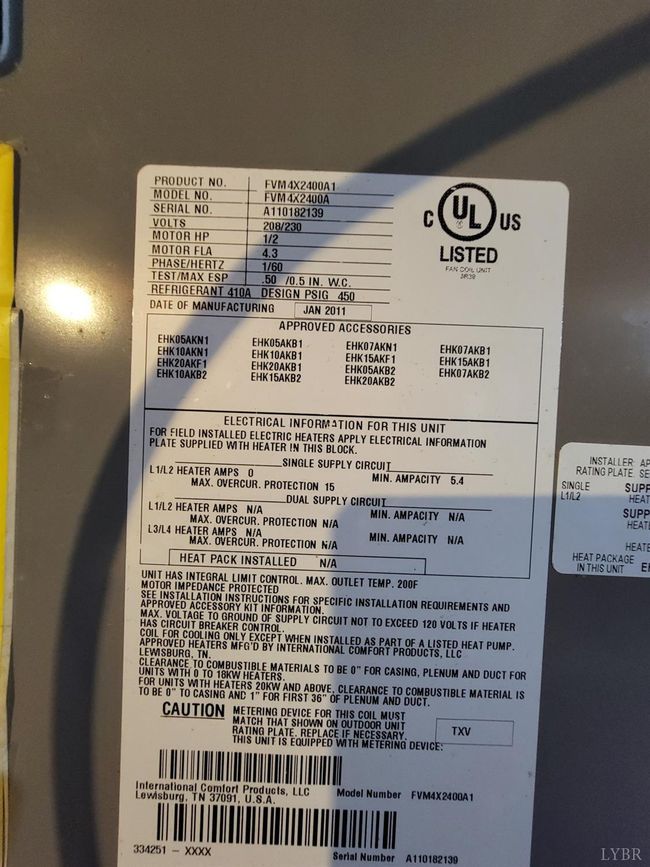 PRODUCT NO. FVM4X2400A1
MODEL NO. FVM4X2400A
SERIAL NO. A110182139
VOLTS 208/230
MOTOR HP 1/2
MOTOR FLA 4.3
PHASE/HERTZ 1/60
TEST/MAX ESP .50 /0.5 IN. W.C.
REFRIGERANT 410A DESIGN PSIG 450
DATE OF MANUFACTURING JAN 2011
C UL US
LISTED
FAN COIL UNIT
APPROVED ACCESSORIES
EHK05AKN1 EHK05AKB1 EHK07AKN1 EHK07AKB1
EHK10AKN1 EHK10AKB1 EHK15AKF1 EHK15AKB1
EHK20AKF1 EHK20AKB1 EHK05AKB2 EHK07AKB2
EHK10AKB2 EHK15AKB2 EHK20AKB2
ELECTRICAL INFORMATION FOR THIS UNIT
FOR FIELD INSTALLED ELECTRIC HEATERS APPLY ELECTRICAL INFORMATION
PLATE SUPPLIED WITH HEATER IN THIS BLOCK.
SINGLE SUPPLY CIRCUIT
L1/L2 HEATER AMPS 0 MIN. AMPACITY 5.4
MAX. OVERCUR. PROTECTION 15
DUAL SUPPLY CIRCUIT
L1/L2 HEATER AMPS N/A MIN. AMPACITY N/A
MAX. OVERCUR. PROTECTION N/A
L3/L4 HEATER AMPS N/A MIN. AMPACITY N/A
MAX. OVERCUR. PROTECTION N/A
HEAT PACK INSTALLED N/A
UNIT HAS INTEGRAL LIMIT CONTROL. MAX. OUTLET TEMP. 200F
MOTOR IMPEDANCE PROTECTED
SEE INSTALLATION INSTRUCTIONS FOR SPECIFIC INSTALLATION REQUIREMENTS AND
APPROVED ACCESSORY KIT INFORMATION.
MAX. VOLTAGE TO GROUND OF SUPPLY CIRCUIT NOT TO EXCEED 120 VOLTS IF HEATER
HAS CIRCUIT BREAKER CONTROL.
COIL FOR COOLING ONLY EXCEPT WHEN INSTALLED AS PART OF A LISTED HEAT PUMP.
APPROVED HEATERS MFG'D BY INTERNATIONAL COMFORT PRODUCTS, LLC
LEWISBURG, TN.
CLEARANCE TO COMBUSTIBLE MATERIALS TO BE 0" FOR CASING, PLENUM AND DUCT FOR
UNITS WITH 0 TO 18KW HEATERS.
FOR UNITS WITH HEATERS 20KW AND ABOVE, CLEARANCE TO COMBUSTIBLE MATERIAL IS
TO BE 0" TO CASING AND 1" FOR FIRST 36" OF PLENUM AND DUCT.
CAUTION METERING DEVICE FOR THIS COIL MUST
MATCH THAT SHOWN ON OUTDOOR UNIT
RATING PLATE. REPLACE IF NECESSARY.
THIS UNIT IS EQUIPPED WITH METERING DEVICE: TXV
International Comfort Products, LLC Model Number FVM4X2400A1
Lewisburg, TN 37091, U.S.A.
334251 - XXXX Serial Number A110182139
INSTALLER: AP
RATING PLATE SE
SINGLE SUPP
L1/L2 HEAT
SUPP
HEATE
HEATE
HEAT PACKAGE
IN THIS UNIT E
LYBR